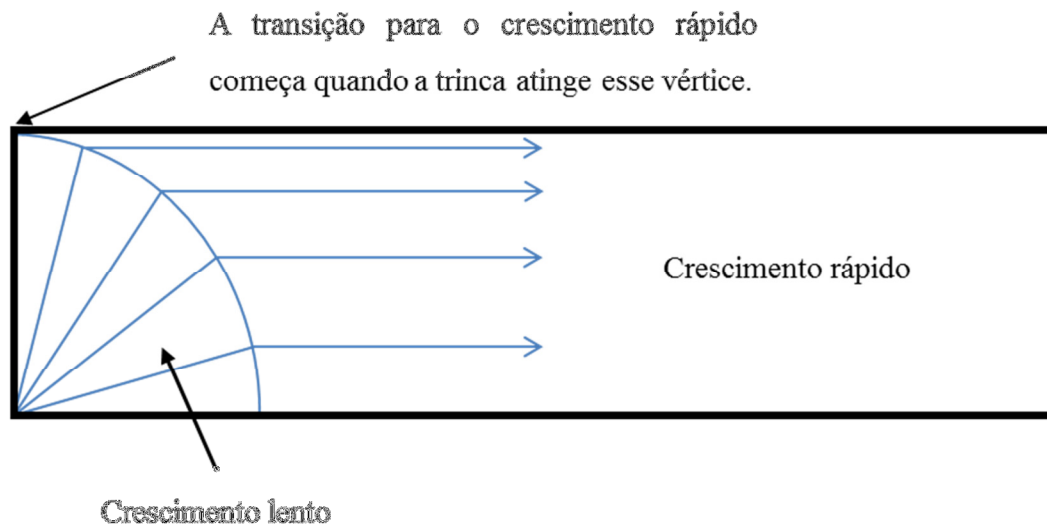 A transição para o crescimento rápido
começa quando a trinca atinge esse vértice.
Crescimento rápido
Crescimento lento